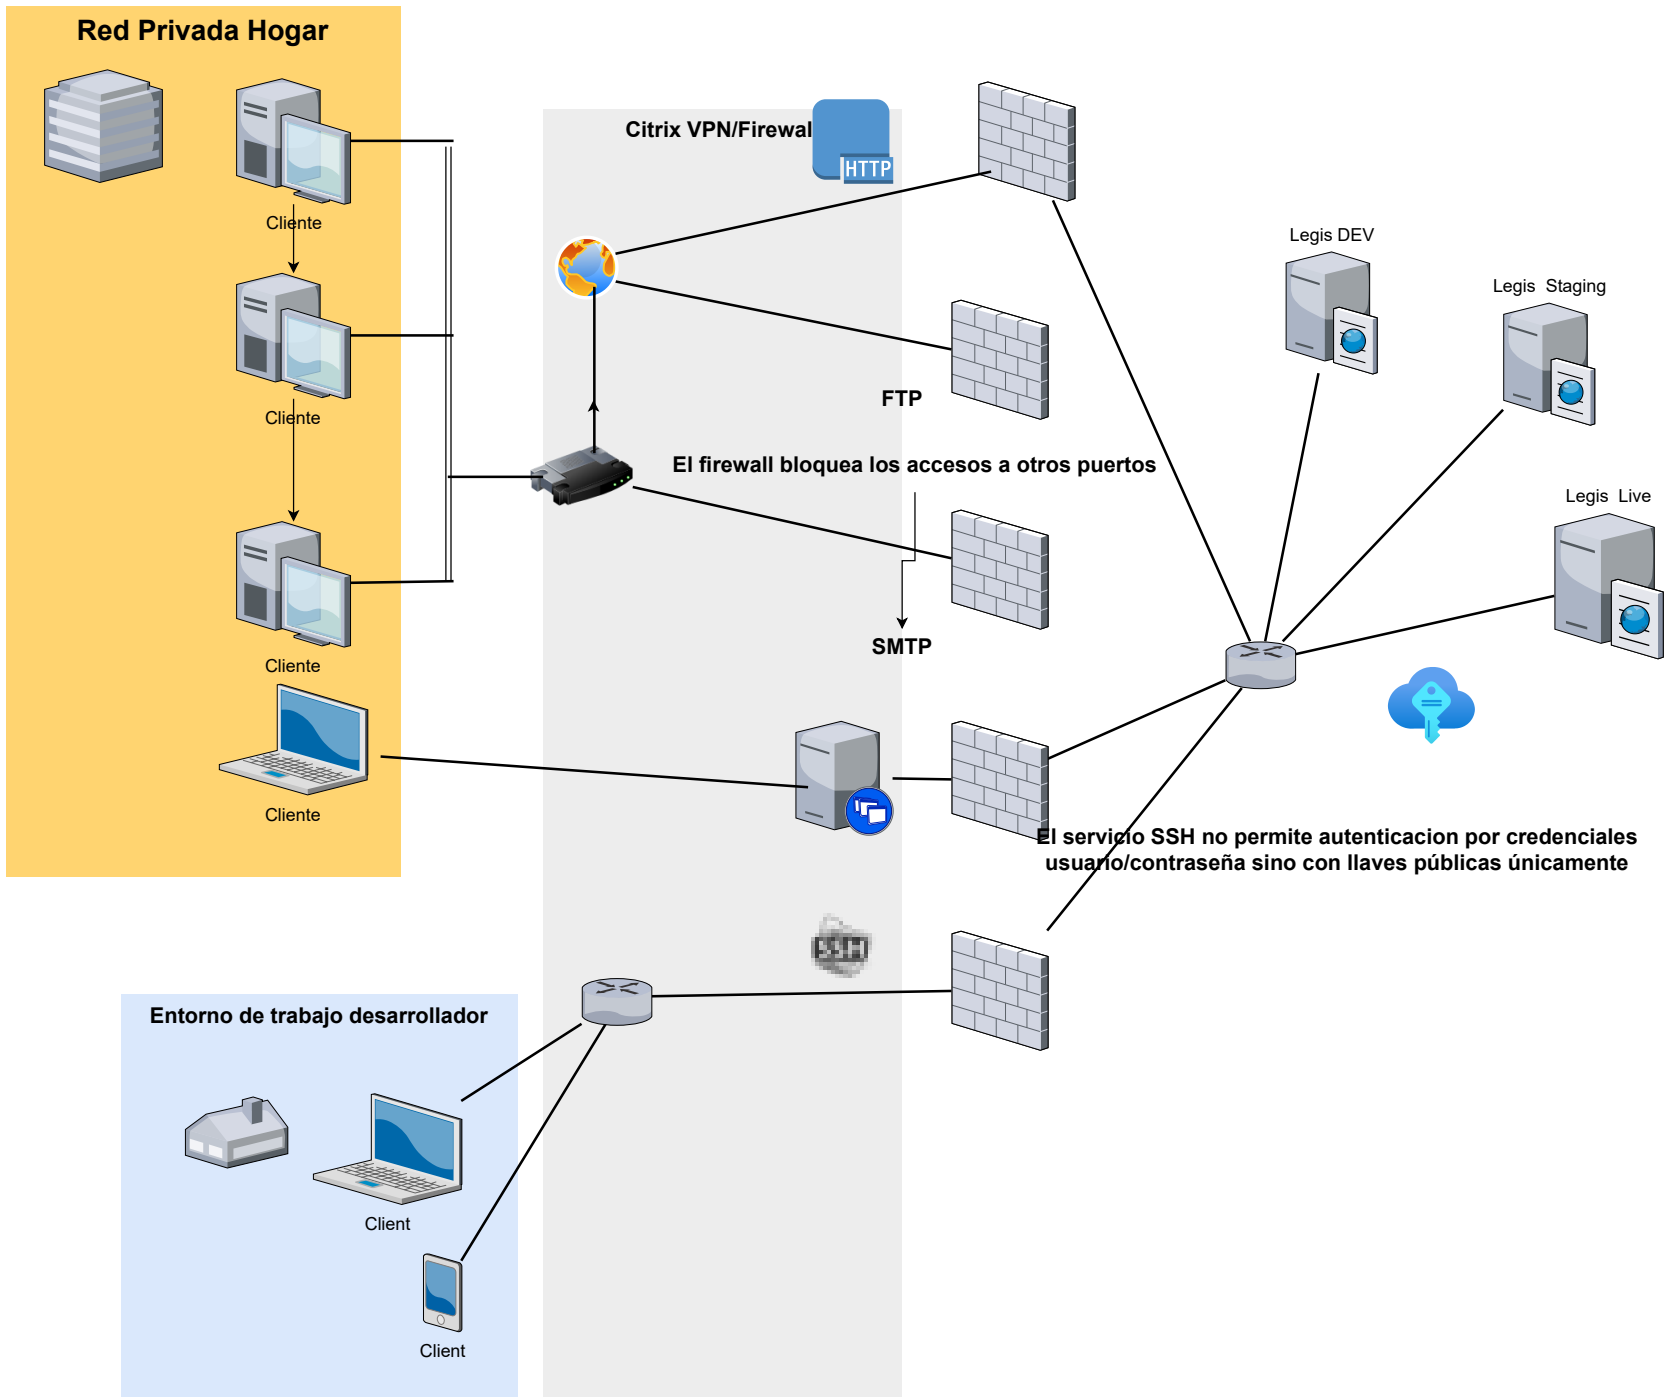 Red Privada Hogar
Citrix VPN/Firewal
HTTP
Cliente
Legis DEV
Legis  Staging
FTP
Cliente
El firewall bloquea los accesos a otros puertos
Legis  Live
SMTP
Cliente
Cliente
El servicio SSH no permite autenticacion por credenciales
usuario/contraseña sino con llaves públicas únicamente
SSH
Entorno de trabajo desarrollador
Client
Client